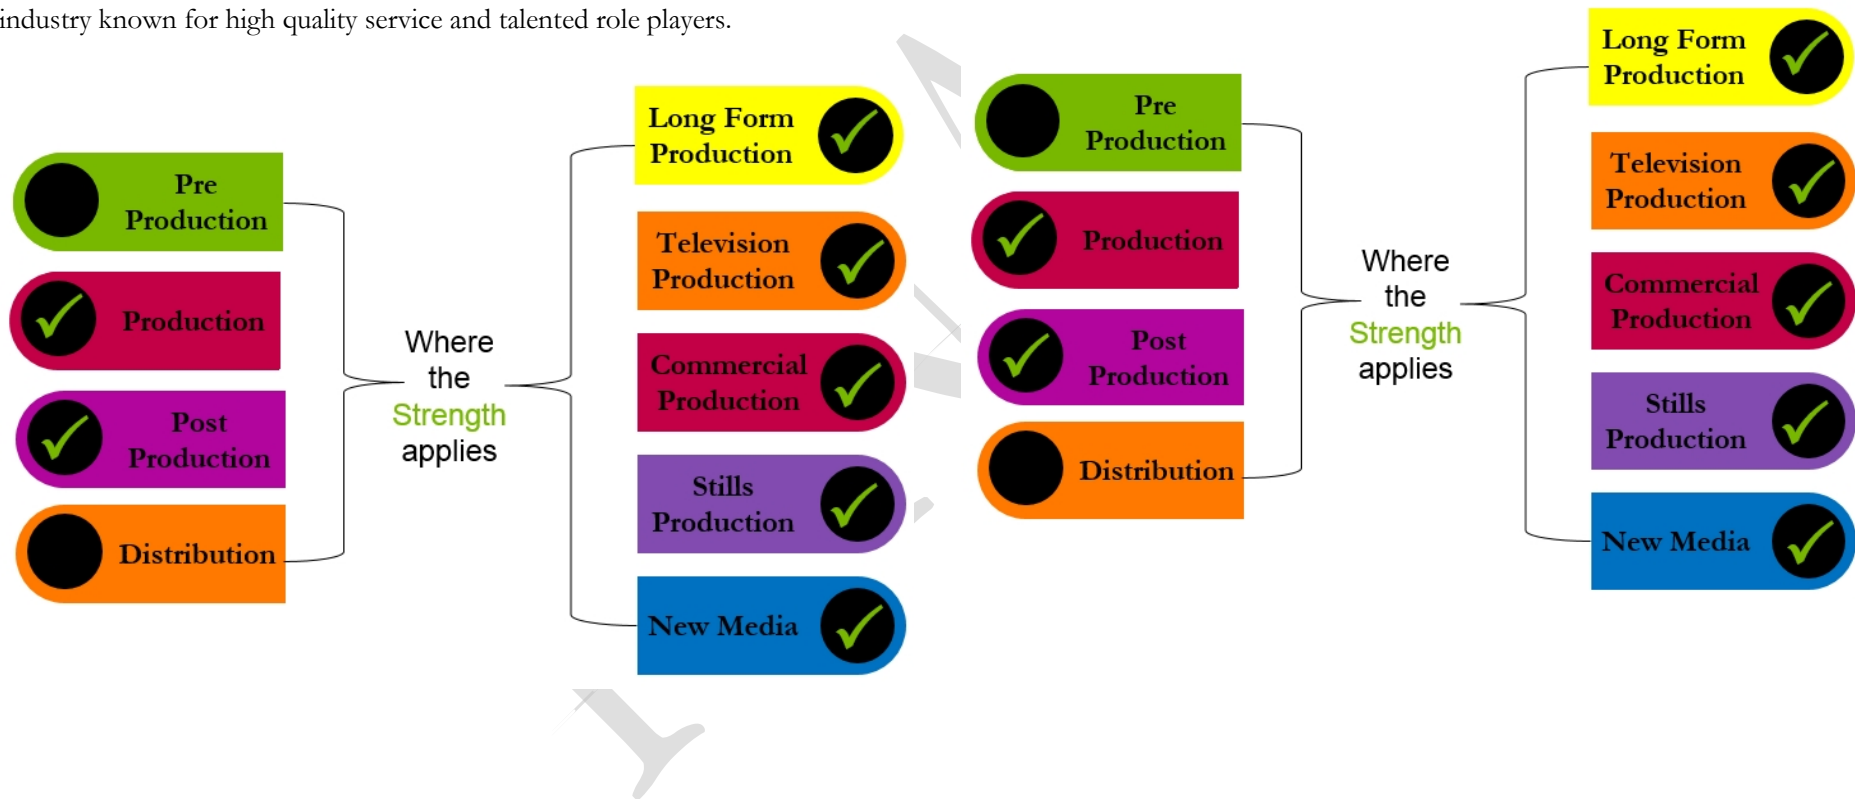 industry known for high quality service and talented role players.
Pre
Production
Production
Post
Production
Distribution
Where
the
Strength
applies
Long Form
Production
Television
Production
Commercial
Production
Stills
Production
New Media
Pre
Production
Production
Post
Production
Distribution
Where
the
Strength
applies
Long Form
Production
Television
Production
Commercial
Production
Stills
Production
New Media